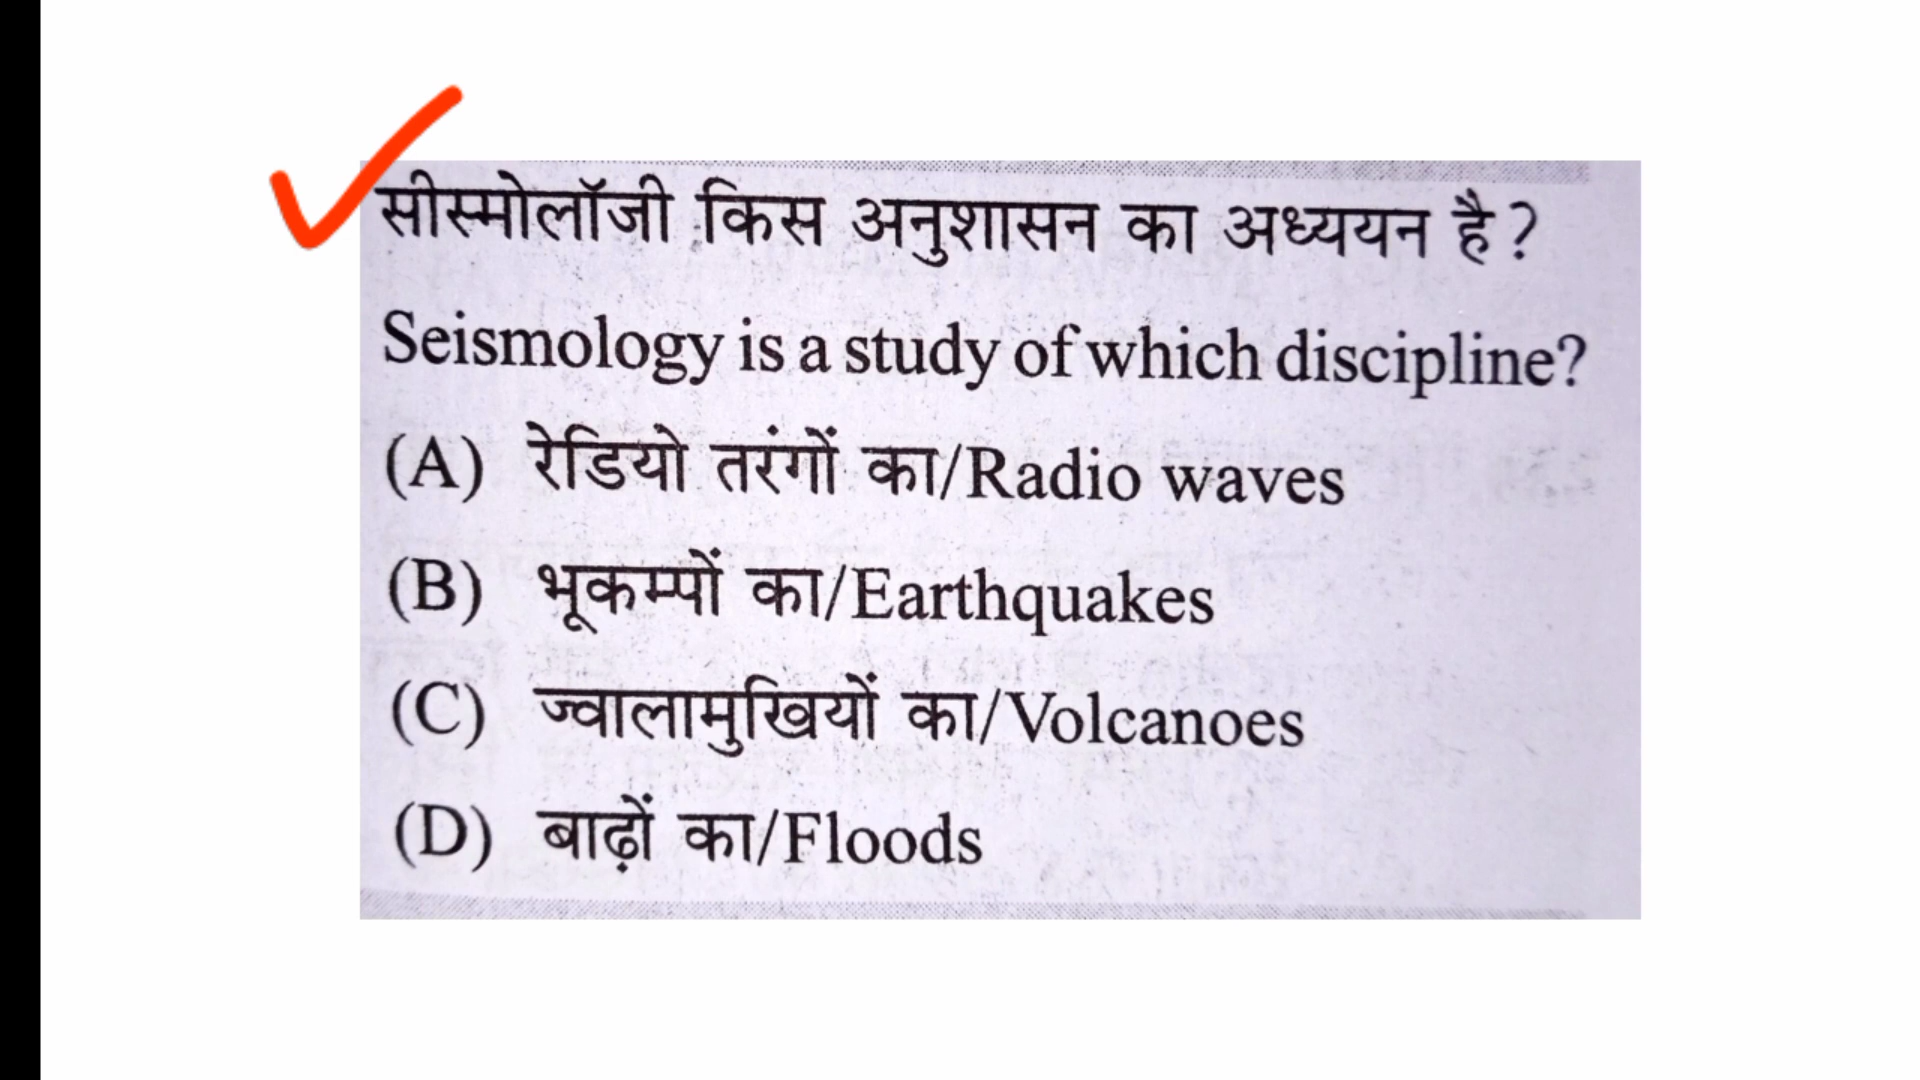 सीस्मोलॉजी किस अनुशासन का अध्ययन है?
Seismology is a study of which discipline?
(A) रेडियो तरंगों का/Radio waves
(B) भूकम्पों का/Earthquakes
(C) ज्वालामुखियों का/Volcanoes
(D) बाढ़ों का/Floods